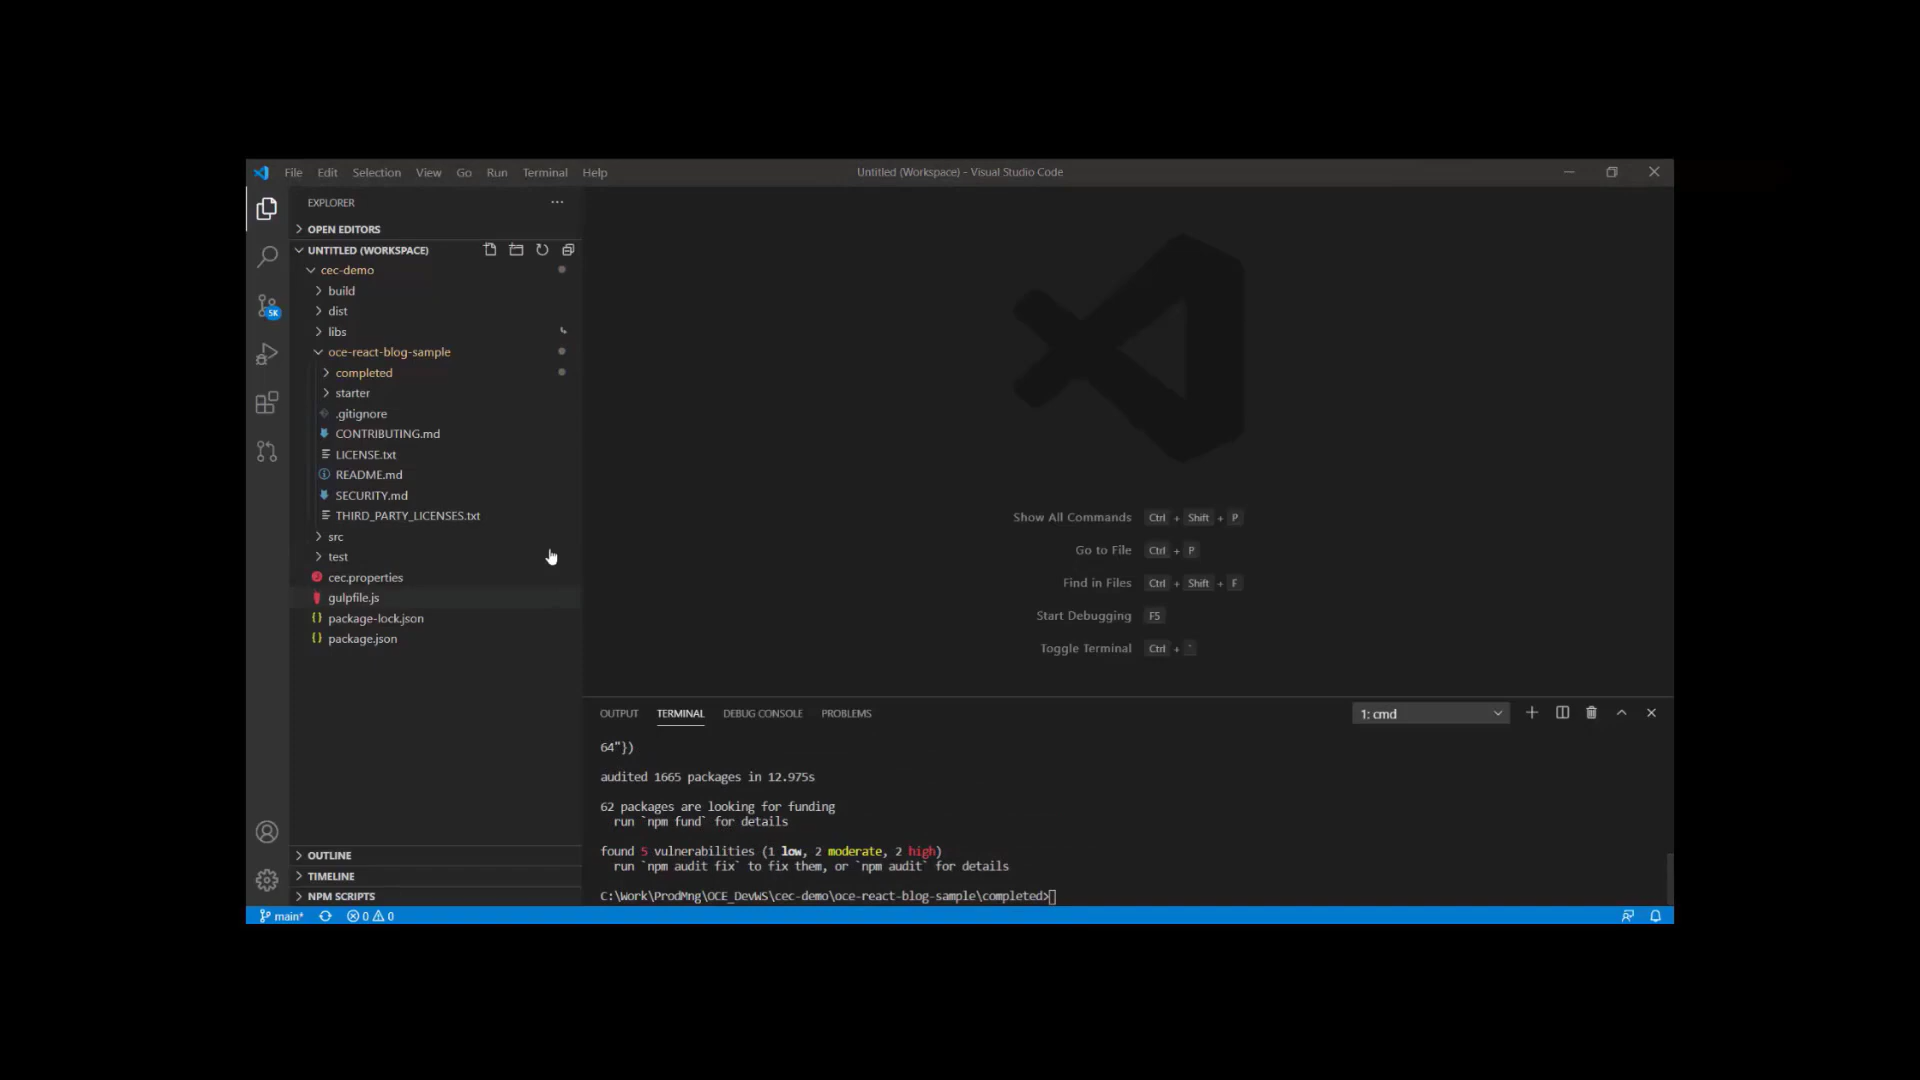 File Edit Selection View Go Run Terminal Help
Untitled (Workspace) - Visual Studio Code
EXPLORER
OPEN EDITORS
UNTITLED (WORKSPACE)
cec-demo
build
dist
libs
oce-react-blog-sample
completed
starter
.gitignore
CONTRIBUTING.md
LICENSE.txt
README.md
SECURITY.md
THIRD_PARTY_LICENSES.txt
src
test
cec.properties
gulpfile.js
package-lock.json
package.json
5K
OUTLINE
TIMELINE
NPM SCRIPTS
Show All Commands Ctrl + Shift + P
Go to File Ctrl + P
Find in Files Ctrl + Shift + F
Start Debugging F5
Toggle Terminal Ctrl + `
OUTPUT TERMINAL DEBUG CONSOLE PROBLEMS
1: cmd
64"})
audited 1665 packages in 12.975s
62 packages are looking for funding
run `npm fund` for details
found 5 vulnerabilities (1 low, 2 moderate, 2 high)
run `npm audit fix` to fix them, or `npm audit` for details
C:\Work\ProdMng\OCE_DevWS\cec-demo\oce-react-blog-sample\completed>
main* 0 0